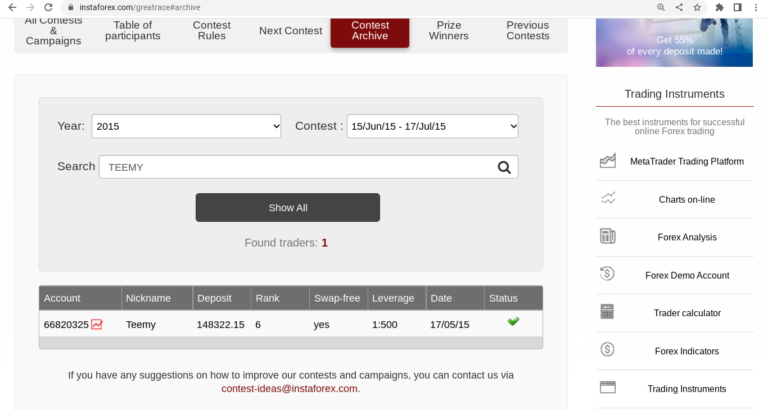 instaforex.com/greatrace#archive
All Contests
&
Campaigns
Table of
participants
Contest
Rules
Next Contest
Contest
Archive
Prize
Winners
Previous
Contests
Get 55%
of every deposit made!
Year: 2015 Contest : 15/Jun/15 - 17/Jul/15
Search TEEMY
Show All
Found traders: 1
Account Nickname Deposit Rank Swap-free Leverage Date Status
66820325 Teemy 148322.15 6 yes 1:500 17/05/15
If you have any suggestions on how to improve our contests and campaigns, you can contact us via
contest-ideas@instaforex.com.
Trading Instruments
The best instruments for successful
online Forex trading
MetaTrader Trading Platform
Charts on-line
Forex Analysis
Forex Demo Account
Trader calculator
Forex Indicators
Trading Instruments